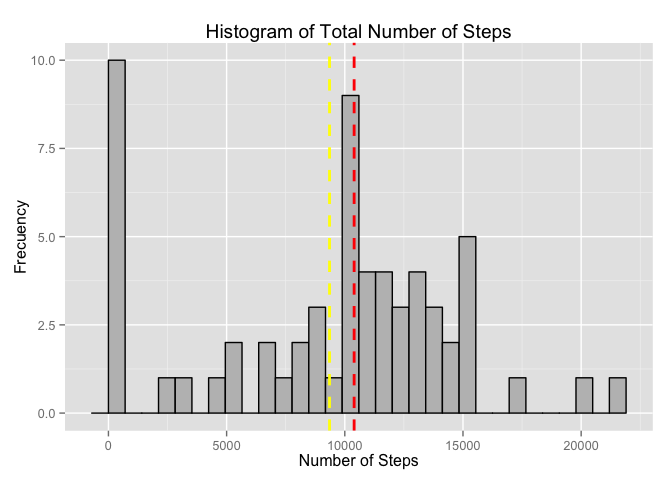 Histogram of Total Number of Steps
10.0
7.5
5.0
2.5
0.0
Frecuency
0 5000 10000 15000 20000
Number of Steps